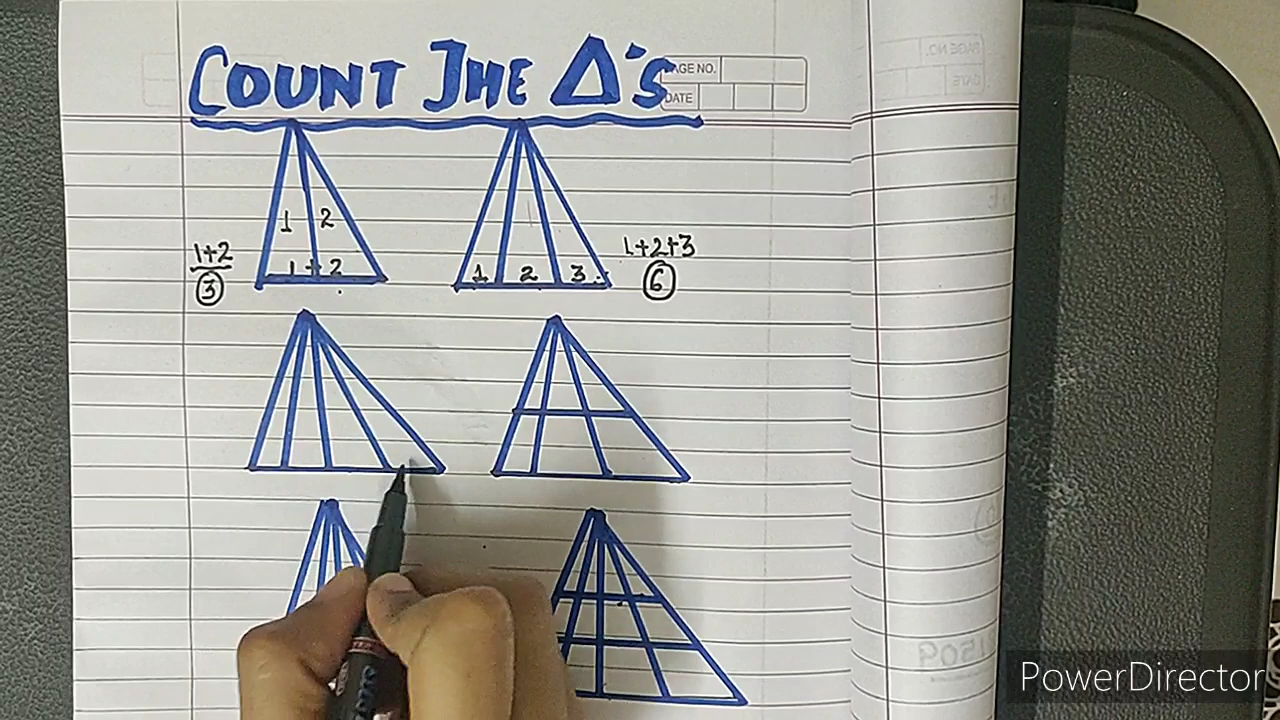 COUNT THE Δ'S
PAGE NO.
DATE
1 2
1+2
3
1+2
1 2 3
1+2+3
6
PowerDirector